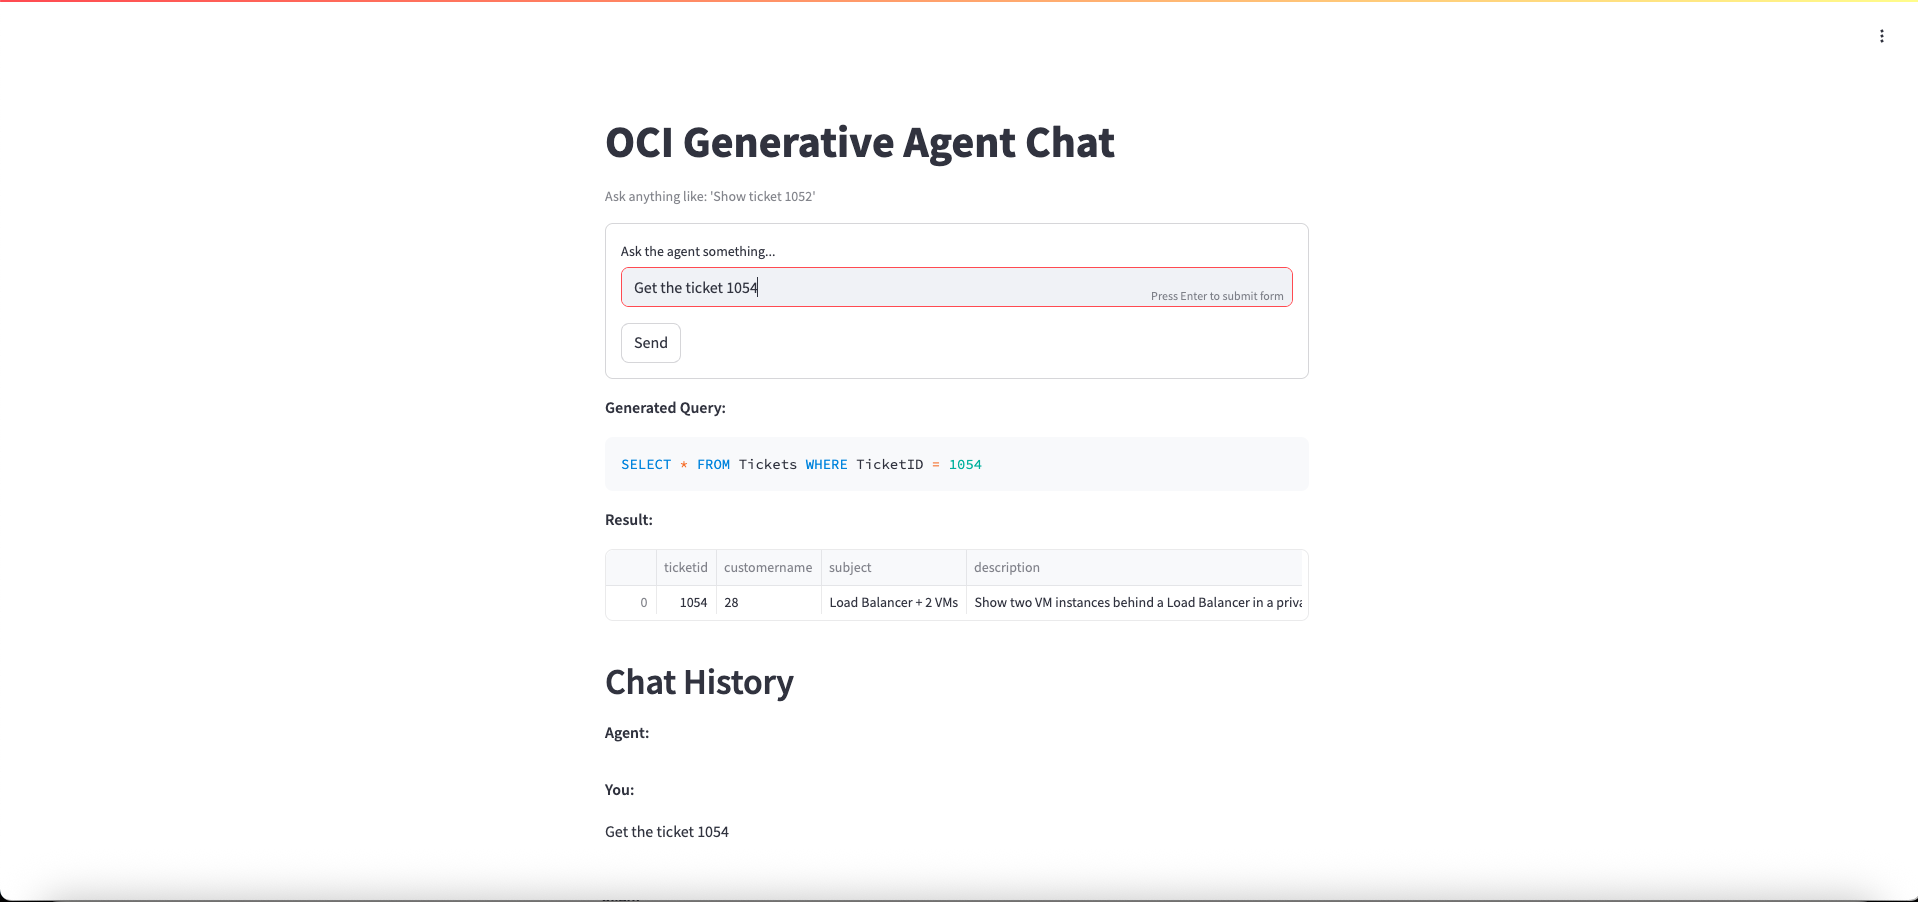 OCI Generative Agent Chat
Ask anything like: 'Show ticket 1052'
Ask the agent something...
Get the ticket 1054
Press Enter to submit form
Send
Generated Query:
SELECT * FROM Tickets WHERE TicketID = 1054
Result:
ticketid customername subject description
0 1054 28 Load Balancer + 2 VMs Show two VM instances behind a Load Balancer in a priva
Chat History
Agent:
You:
Get the ticket 1054